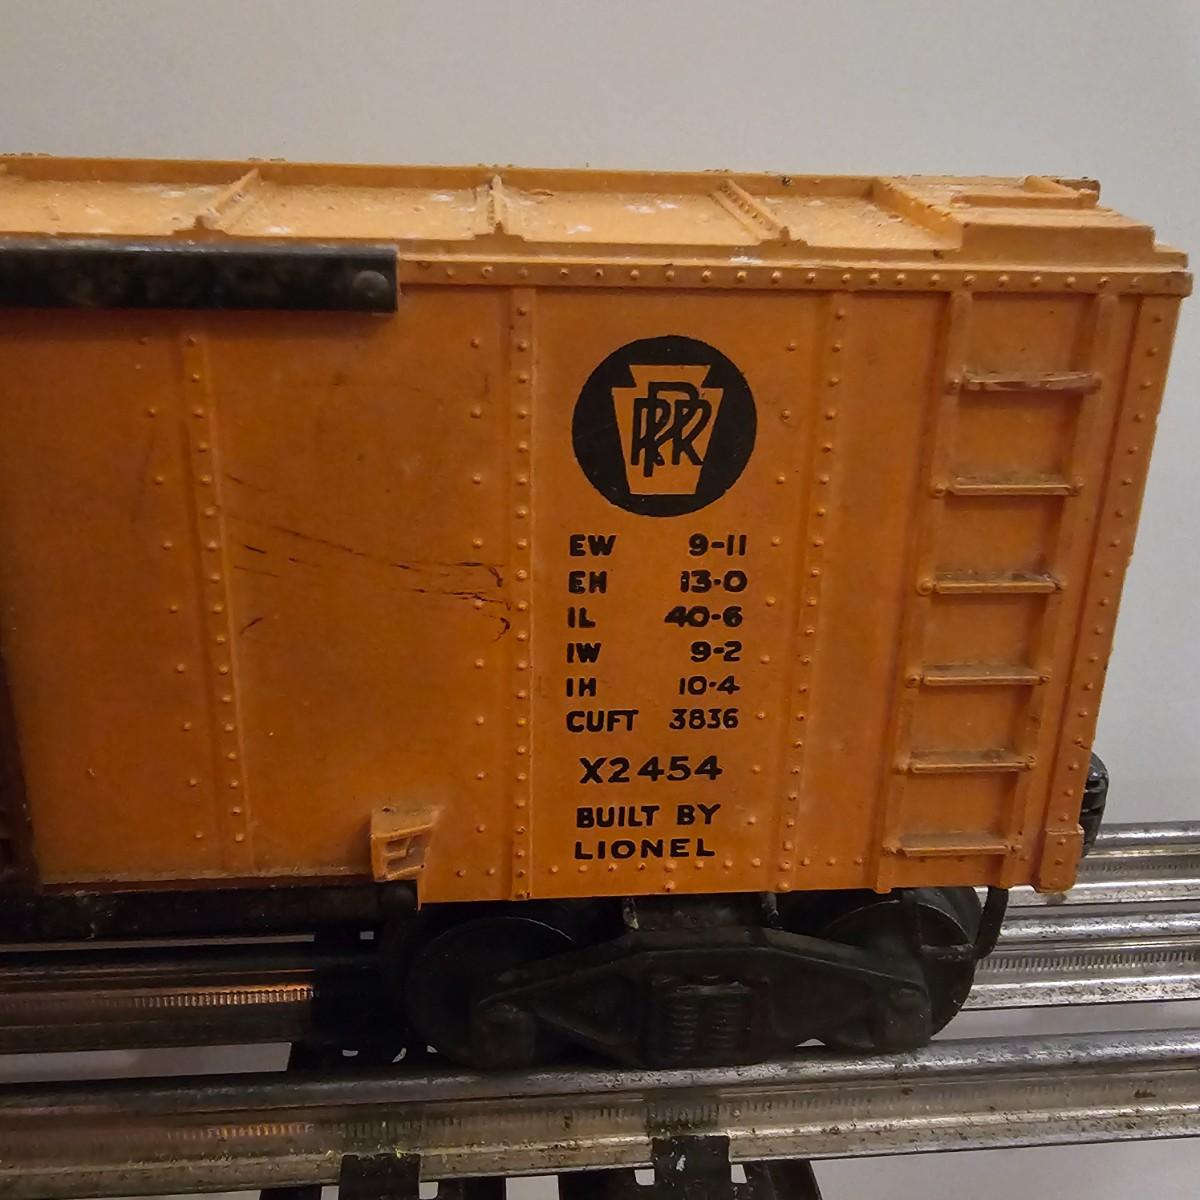 PRR
EW 9-11
EH 13-0
IL 40-6
IW 9-2
IH 10-4
CUFT 3836
X2454
BUILT BY
LIONEL